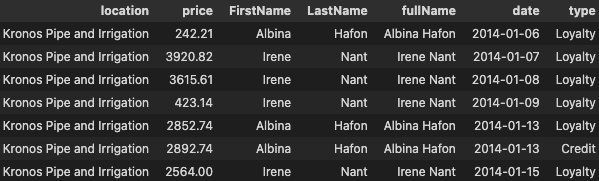 location price FirstName LastName fullName date type
Kronos Pipe and Irrigation 242.21 Albina Hafon Albina Hafon 2014-01-06 Loyalty
Kronos Pipe and Irrigation 3920.82 Irene Nant Irene Nant 2014-01-07 Loyalty
Kronos Pipe and Irrigation 3615.61 Irene Nant Irene Nant 2014-01-08 Loyalty
Kronos Pipe and Irrigation 423.14 Irene Nant Irene Nant 2014-01-09 Loyalty
Kronos Pipe and Irrigation 2852.74 Albina Hafon Albina Hafon 2014-01-13 Loyalty
Kronos Pipe and Irrigation 2892.74 Albina Hafon Albina Hafon 2014-01-13 Credit
Kronos Pipe and Irrigation 2564.00 Irene Nant Irene Nant 2014-01-15 Loyalty